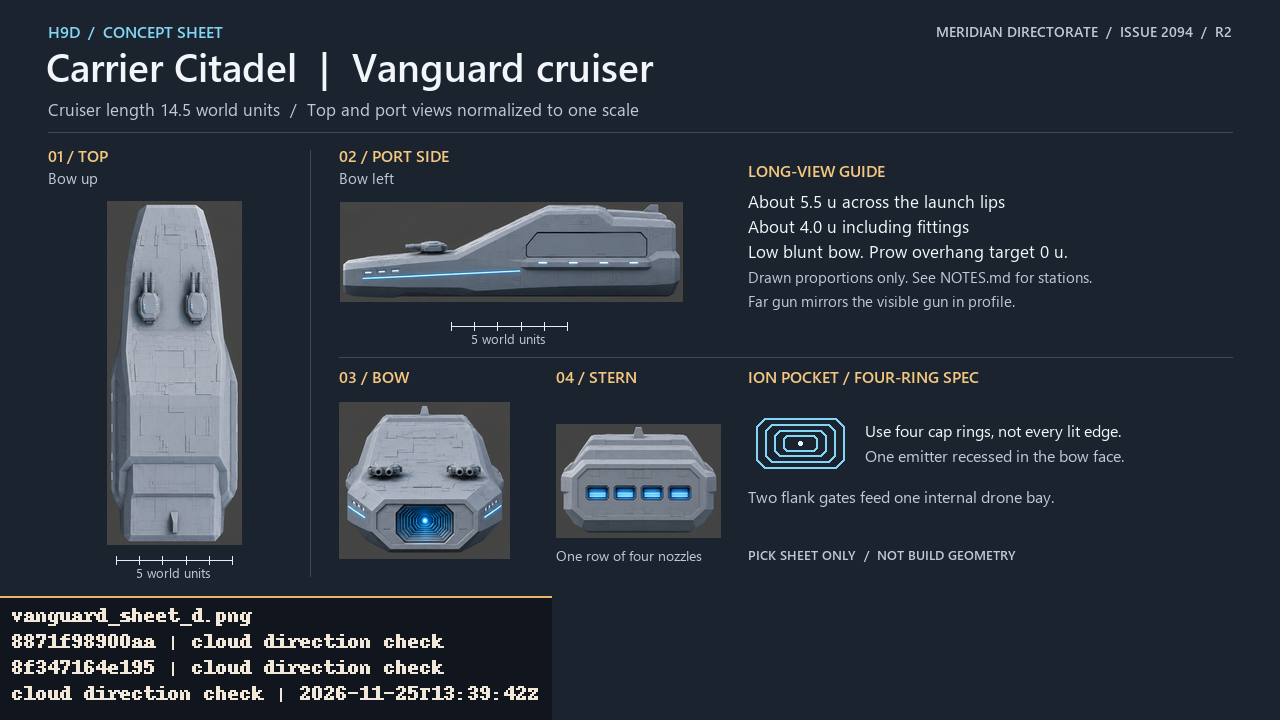 H9D / CONCEPT SHEET
MERIDIAN DIRECTORATE / ISSUE 2094 / R2
Carrier Citadel | Vanguard cruiser
Cruiser length 14.5 world units / Top and port views normalized to one scale
01 / TOP
Bow up
5 world units
02 / PORT SIDE
Bow left
5 world units
LONG-VIEW GUIDE
About 5.5 u across the launch lips
About 4.0 u including fittings
Low blunt bow. Prow overhang target 0 u.
Drawn proportions only. See NOTES.md for stations.
Far gun mirrors the visible gun in profile.
03 / BOW
04 / STERN
One row of four nozzles
ION POCKET / FOUR-RING SPEC
Use four cap rings, not every lit edge.
One emitter recessed in the bow face.
Two flank gates feed one internal drone bay.
PICK SHEET ONLY / NOT BUILD GEOMETRY
vanguard_sheet_d.png
8871f98900aa | cloud direction check
8f347164e195 | cloud direction check
cloud direction check | 2026-11-25T13:39:42z